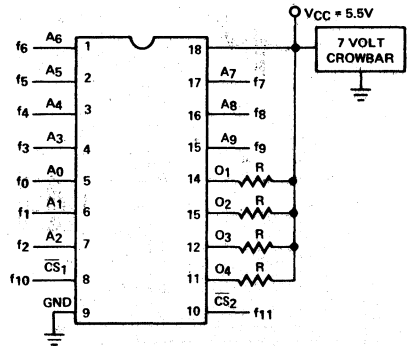 VCC = 5.5V
7 VOLT
CROWBAR
f6 A6 1
f5 A5 2
f4 A4 3
f3 A3 4
f0 A0 5
f1 A1 6
f2 A2 7
f10 CS1 8
GND 9
18
17 A7 f7
16 A8 f8
15 A9 f9
14 O1 R
15 O2 R
12 O3 R
11 O4 R
10 CS2 f11